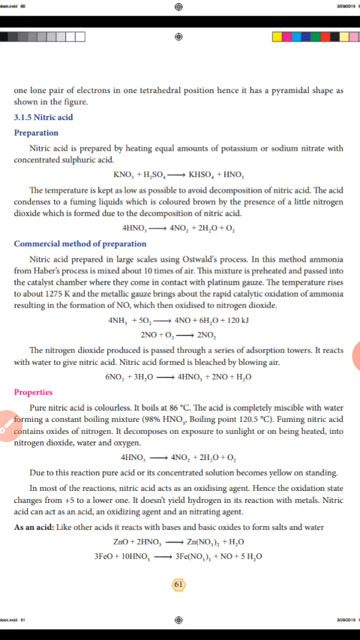 one lone pair of electrons in one tetrahedral position hence it has a pyramidal shape as
shown in the figure.
3.1.5 Nitric acid
Preparation
Nitric acid is prepared by heating equal amounts of potassium or sodium nitrate with
concentrated sulphuric acid.
KNO₃ + H₂SO₄ ⟶ KHSO₄ + HNO₃
The temperature is kept as low as possible to avoid decomposition of nitric acid. The acid
condenses to a fuming liquids which is coloured brown by the presence of a little nitrogen
dioxide which is formed due to the decomposition of nitric acid.
4HNO₃ ⟶ 4NO₂ + 2H₂O + O₂
Commercial method of preparation
Nitric acid prepared in large scales using Ostwald's process. In this method ammonia
from Haber's process is mixed about 10 times of air. This mixture is preheated and passed into
the catalyst chamber where they come in contact with platinum gauze. The temperature rises
to about 1275 K and the metallic gauze brings about the rapid catalytic oxidation of ammonia
resulting in the formation of NO, which then oxidised to nitrogen dioxide.
4NH₃ + 5O₂ ⟶ 4NO + 6H₂O + 120 kJ
2NO + O₂ ⟶ 2NO₂
The nitrogen dioxide produced is passed through a series of adsorption towers. It reacts
with water to give nitric acid. Nitric acid formed is bleached by blowing air.
6NO₂ + 3H₂O ⟶ 4HNO₃ + 2NO + H₂O
Properties
Pure nitric acid is colourless. It boils at 86 °C. The acid is completely miscible with water
forming a constant boiling mixture (98% HNO₃, Boiling point 120.5 °C). Fuming nitric acid
contains oxides of nitrogen. It decomposes on exposure to sunlight or on being heated, into
nitrogen dioxide, water and oxygen.
4HNO₃ ⟶ 4NO₂ + 2H₂O + O₂
Due to this reaction pure acid or its concentrated solution becomes yellow on standing.
In most of the reactions, nitric acid acts as an oxidising agent. Hence the oxidation state
changes from +5 to a lower one. It doesn't yield hydrogen in its reaction with metals. Nitric
acid can act as an acid, an oxidizing agent and an nitrating agent.
As an acid: Like other acids it reacts with bases and basic oxides to form salts and water
ZnO + 2HNO₃ ⟶ Zn(NO₃)₂ + H₂O
3FeO + 10HNO₃ ⟶ 3Fe(NO₃)₃ + NO + 5 H₂O
61